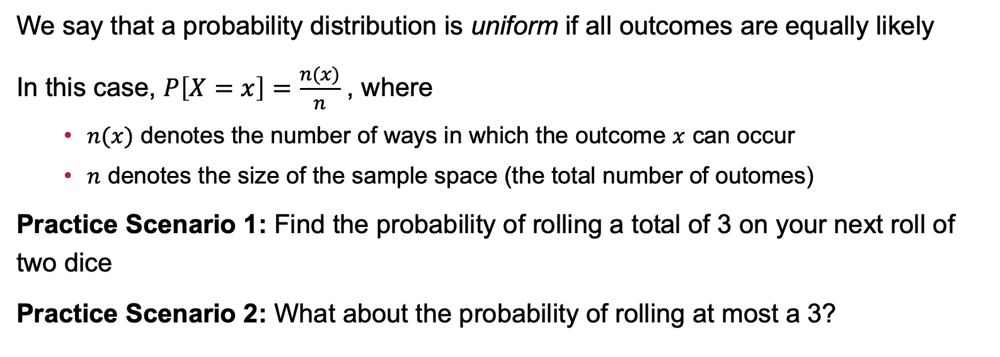 We say that a probability distribution is uniform if all outcomes are equally likely
In this case, P[X = x] = n(x)/n , where
• n(x) denotes the number of ways in which the outcome x can occur
• n denotes the size of the sample space (the total number of outomes)
Practice Scenario 1: Find the probability of rolling a total of 3 on your next roll of
two dice
Practice Scenario 2: What about the probability of rolling at most a 3?